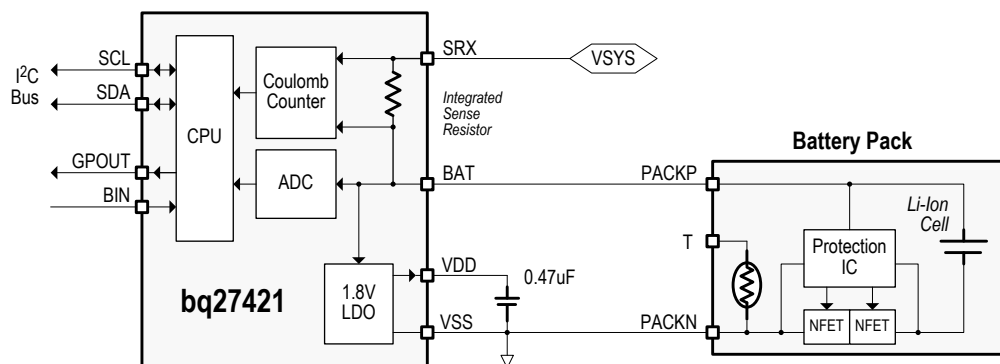 SCL
I2C
Bus
SDA
GPOUT
BIN
CPU
Coulomb
Counter
ADC
bq27421
1.8V
LDO
SRX
VSYS
Integrated
Sense
Resistor
BAT
VDD
0.47uF
VSS
Battery Pack
PACKP
T
PACKN
Li-Ion
Cell
Protection
IC
NFET
NFET